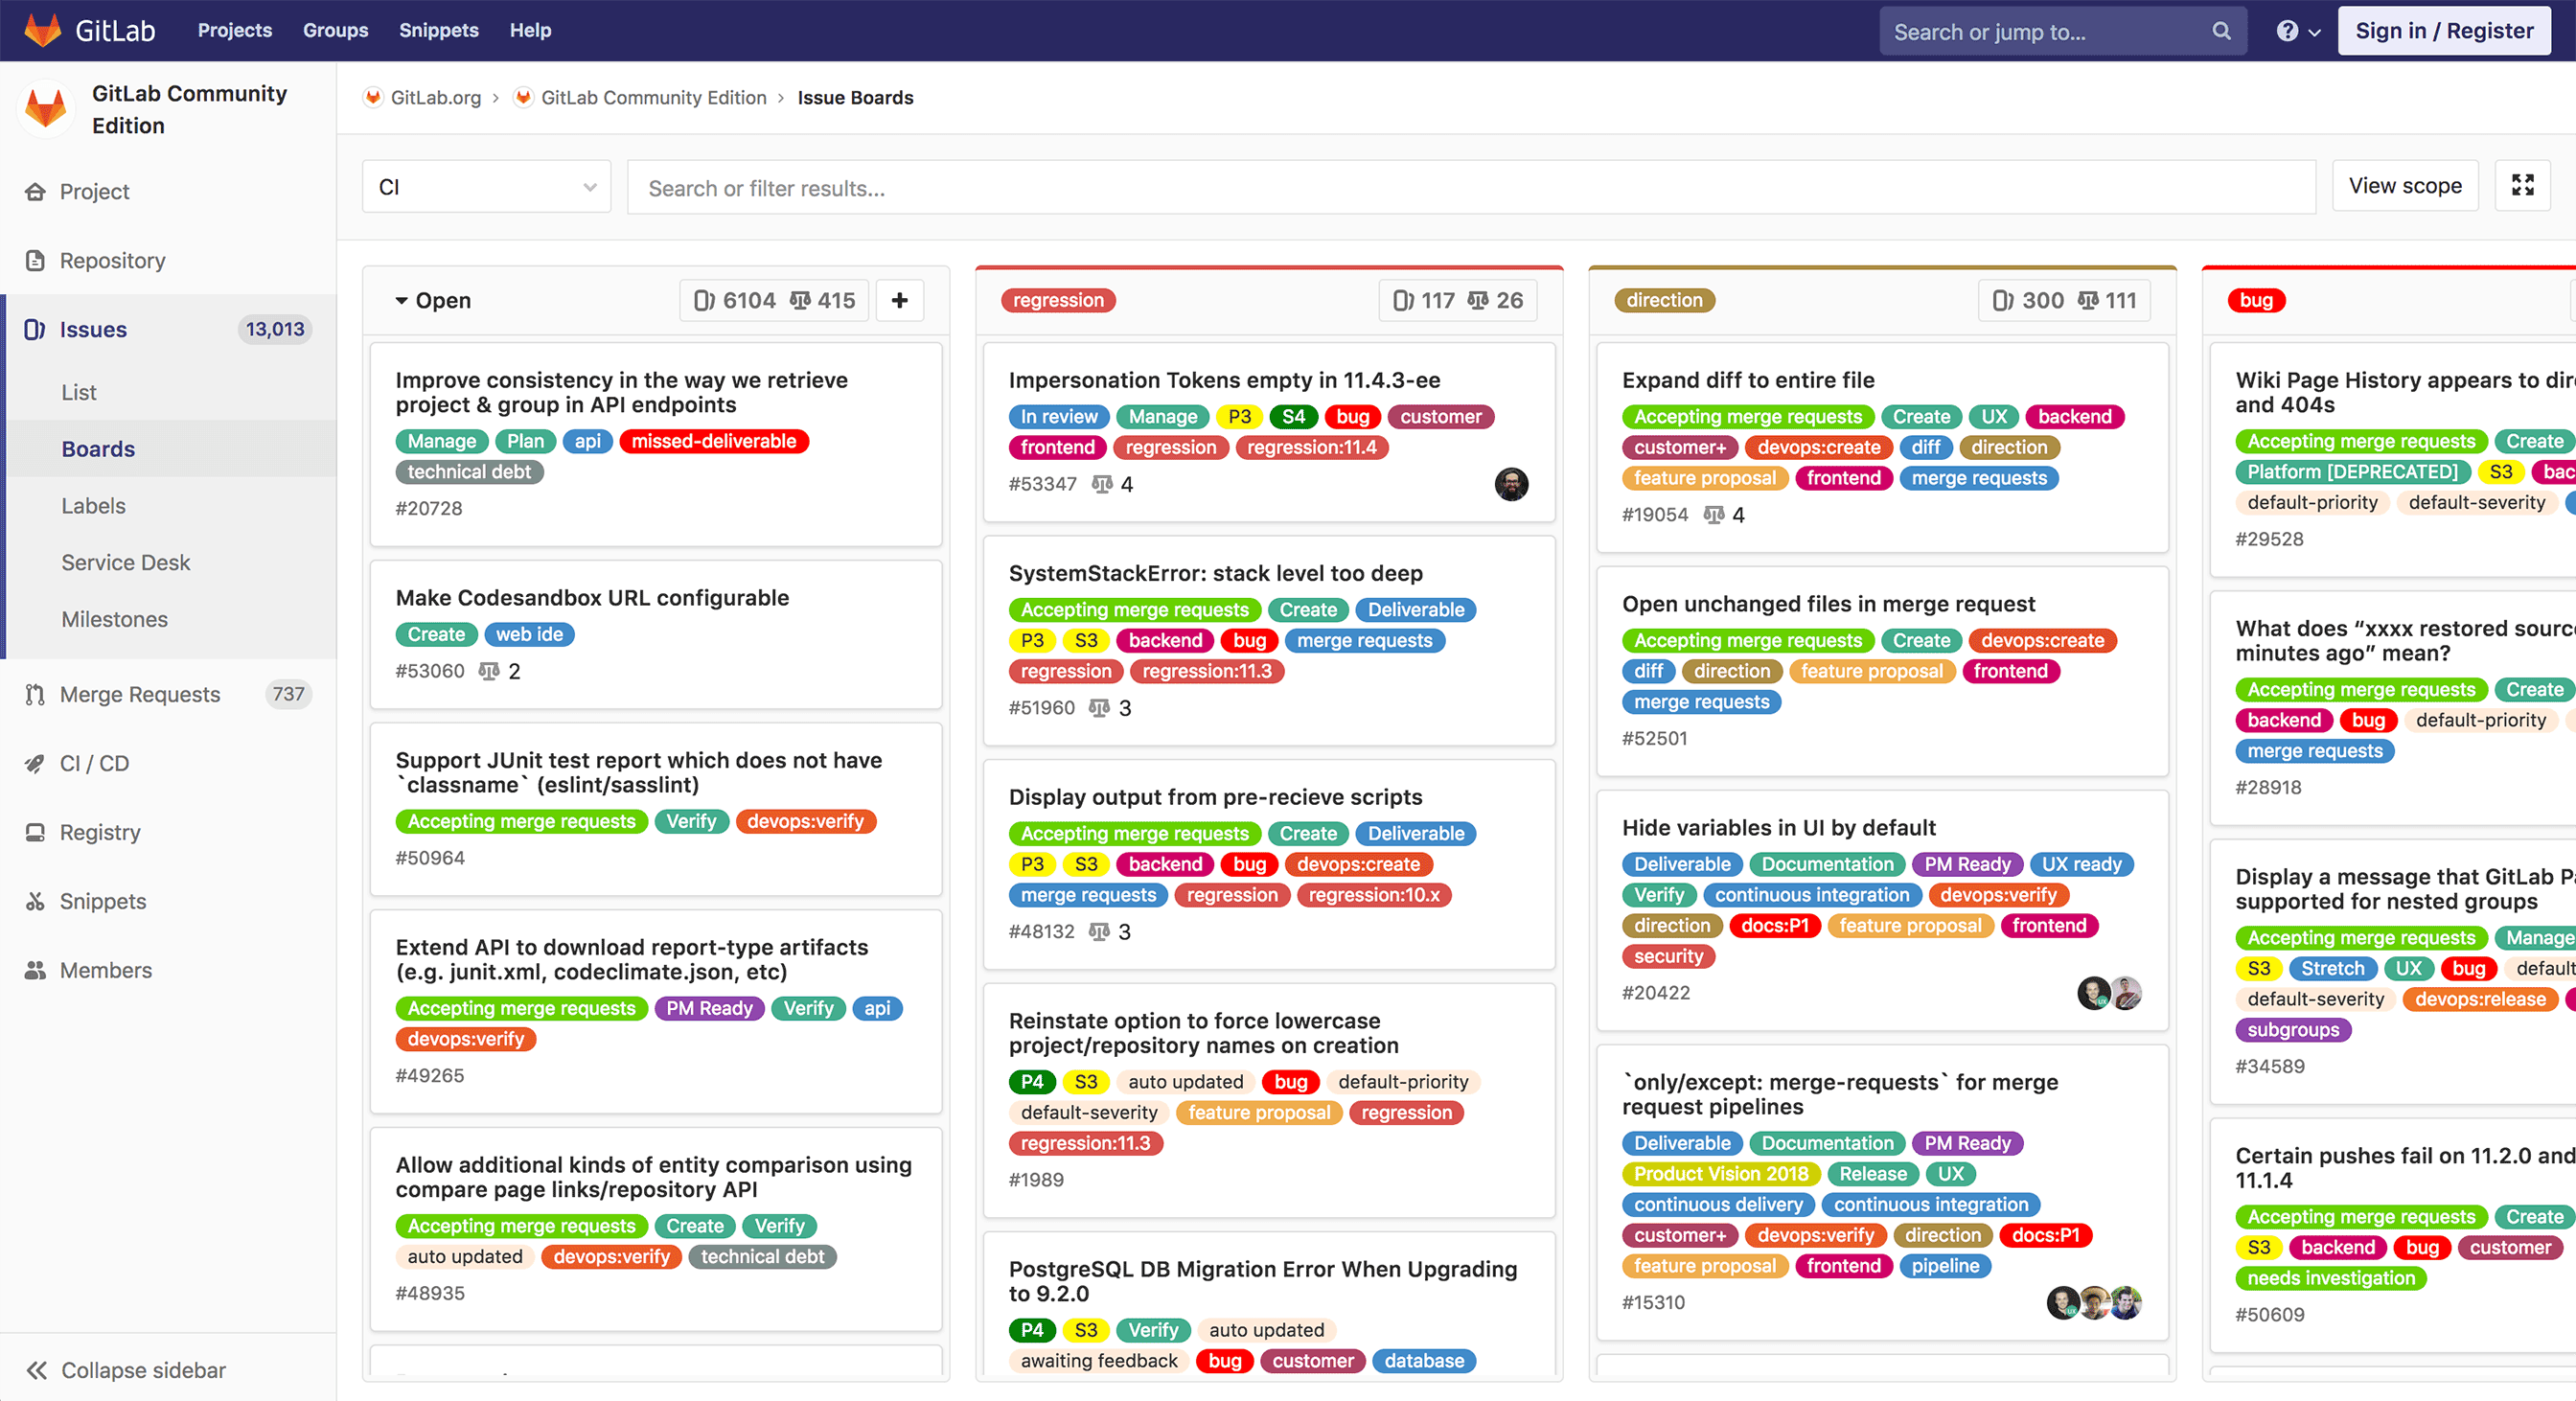 GitLab Projects Groups Snippets Help Search or jump to... Sign in / Register
GitLab Community
Edition
Project
Repository
Issues 13,013
List
Boards
Labels
Service Desk
Milestones
Merge Requests 737
CI / CD
Registry
Snippets
Members
Collapse sidebar
GitLab.org > GitLab Community Edition > Issue Boards
CI Search or filter results... View scope
Open 6104 415 +
Improve consistency in the way we retrieve
project & group in API endpoints
Manage Plan api missed-deliverable
technical debt
#20728
Make Codesandbox URL configurable
Create web ide
#53060 2
Support JUnit test report which does not have
`classname` (eslint/sasslint)
Accepting merge requests Verify devops:verify
#50964
Extend API to download report-type artifacts
(e.g. junit.xml, codeclimate.json, etc)
Accepting merge requests PM Ready Verify api
devops:verify
#49265
Allow additional kinds of entity comparison using
compare page links/repository API
Accepting merge requests Create Verify
auto updated devops:verify technical debt
#48935
regression 117 26
Impersonation Tokens empty in 11.4.3-ee
In review Manage P3 S4 bug customer
frontend regression regression:11.4
#53347 4
SystemStackError: stack level too deep
Accepting merge requests Create Deliverable
P3 S3 backend bug merge requests
regression regression:11.3
#51960 3
Display output from pre-recieve scripts
Accepting merge requests Create Deliverable
P3 S3 backend bug devops:create
merge requests regression regression:10.x
#48132 3
Reinstate option to force lowercase
project/repository names on creation
P4 S3 auto updated bug default-priority
default-severity feature proposal regression
regression:11.3
#1989
PostgreSQL DB Migration Error When Upgrading
to 9.2.0
P4 S3 Verify auto updated
awaiting feedback bug customer database
direction 300 111
Expand diff to entire file
Accepting merge requests Create UX backend
customer+ devops:create diff direction
feature proposal frontend merge requests
#19054 4
Open unchanged files in merge request
Accepting merge requests Create devops:create
diff direction feature proposal frontend
merge requests
#52501
Hide variables in UI by default
Deliverable Documentation PM Ready UX ready
Verify continuous integration devops:verify
direction docs:P1 feature proposal frontend
security
#20422
`only/except: merge-requests` for merge
request pipelines
Deliverable Documentation PM Ready
Product Vision 2018 Release UX
continuous delivery continuous integration
customer+ devops:verify direction docs:P1
feature proposal frontend pipeline
#15310
bug
Wiki Page History appears to
and 404s
Accepting merge requests Create
Platform [DEPRECATED] S3
default-priority default-severity
#29528
What does “xxxx restored
minutes ago” mean?
Accepting merge requests Create
backend bug default-priority
merge requests
#28918
Display a message that GitLab
supported for nested groups
Accepting merge requests Manage
S3 Stretch UX bug
default-severity devops:release
subgroups
#34589
Certain pushes fail on 11.2.0 and
11.1.4
Accepting merge requests Create
S3 backend bug customer
needs investigation
#50609